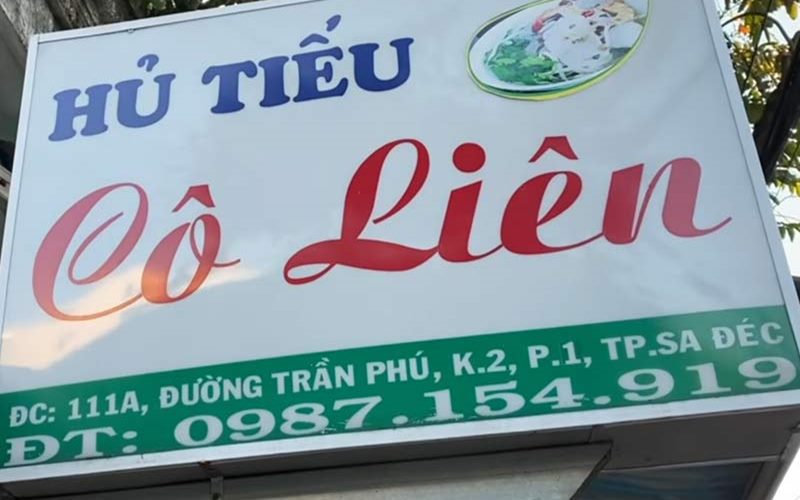 HỦ TIẾU
Cô Liên
ĐC: 111A, ĐƯỜNG TRẦN PHÚ, K.2, P.1, TP.SA ĐÉC
ĐT: 0987.154.919